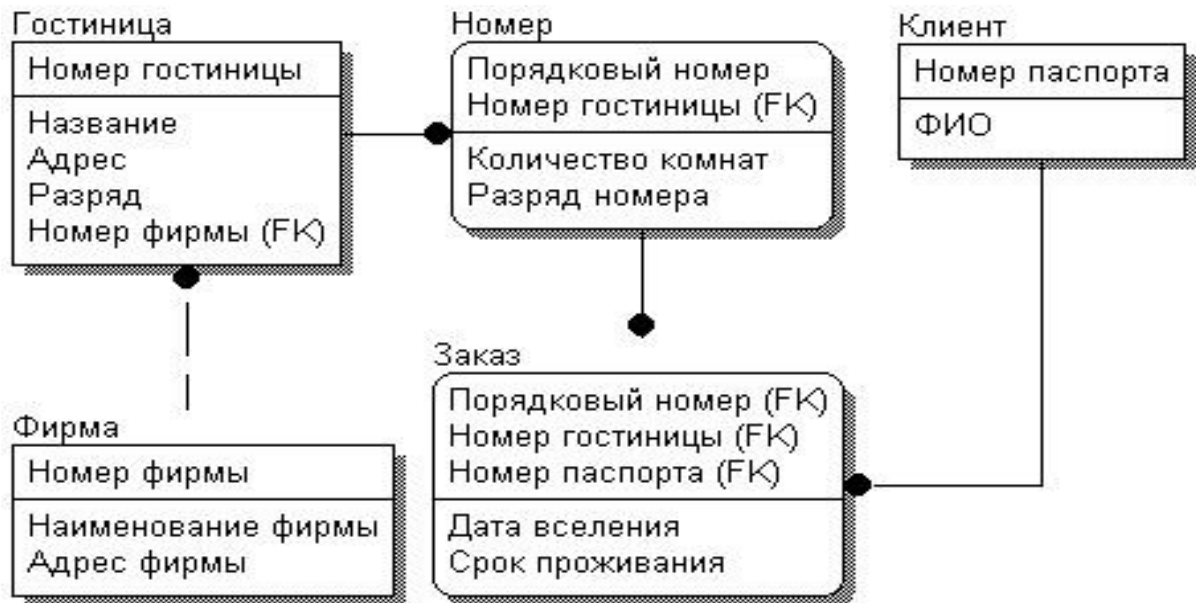 Гостиница
Номер гостиницы
Название
Адрес
Разряд
Номер фирмы (FK)
Номер
Порядковый номер
Номер гостиницы (FK)
Количество комнат
Разряд номера
Клиент
Номер паспорта
ФИО
Фирма
Номер фирмы
Наименование фирмы
Адрес фирмы
Заказ
Порядковый номер (FK)
Номер гостиницы (FK)
Номер паспорта (FK)
Дата вселения
Срок проживания